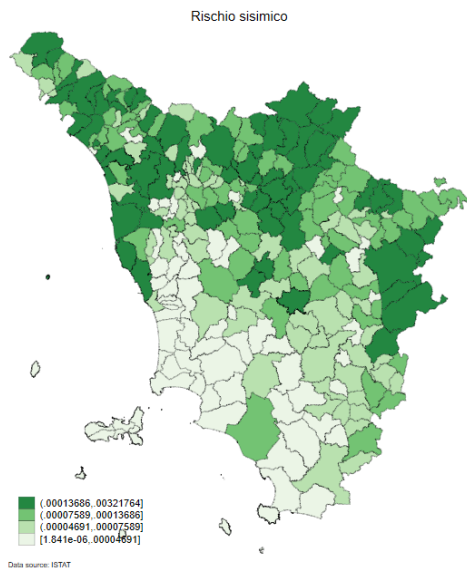 Rischio sisimico
(.00013686,.00321764]
(.00007589,.00013686]
(.00004691,.00007589]
[1.841e-06,.00004691]
Data source: ISTAT